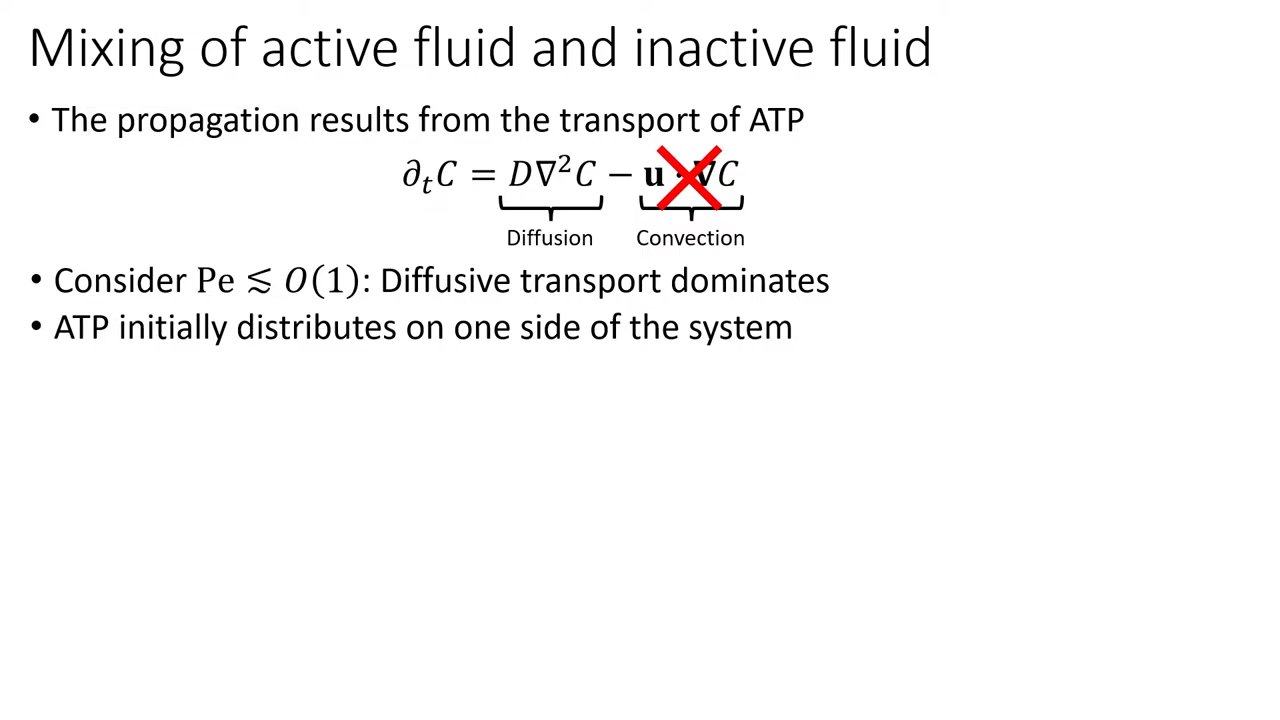 Mixing of active fluid and inactive fluid
• The propagation results from the transport of ATP
∂ₜC = D∇²C − u · ∇C
Diffusion Convection
• Consider Pe ≲ O(1): Diffusive transport dominates
• ATP initially distributes on one side of the system